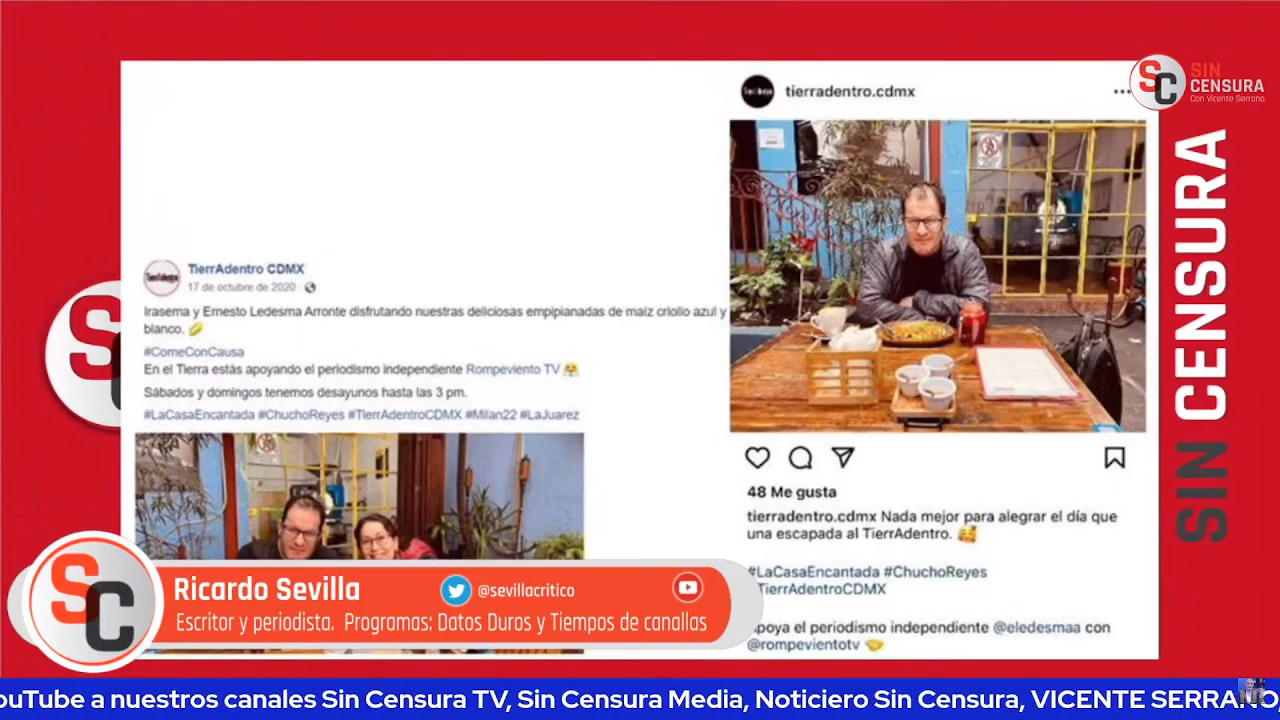 tierradentro.cdmx
SC
SIN
CENSURA
Con Vicente Serrano
SIN CENSURA
TierrAdentro CDMX
17 de octubre de 2020
Irasema y Ernesto Ledesma Arronte disfrutando nuestras deliciosas empipianadas de maíz criollo azul y
blanco.
#ComeConCausa
En el Tierra estás apoyando el periodismo independiente Rompeviento TV
Sábados y domingos tenemos desayunos hasta las 3 pm.
#LaCasaEncantada #ChuchoReyes #TierrAdentroCDMX #Milan22 #LaJuarez
48 Me gusta
tierradentro.cdmx Nada mejor para alegrar el día que
una escapada al TierrAdentro.
#LaCasaEncantada #ChuchoReyes
TierrAdentroCDMX
poya el periodismo independiente @eledesmaa con
@rompevientotv
SC
SC
Ricardo Sevilla
@sevillacritico
Escritor y periodista. Programas: Datos Duros y Tiempos de canallas
ouTube a nuestros canales Sin Censura TV, Sin Censura Media, Noticiero Sin Censura, VICENTE SERRANO,